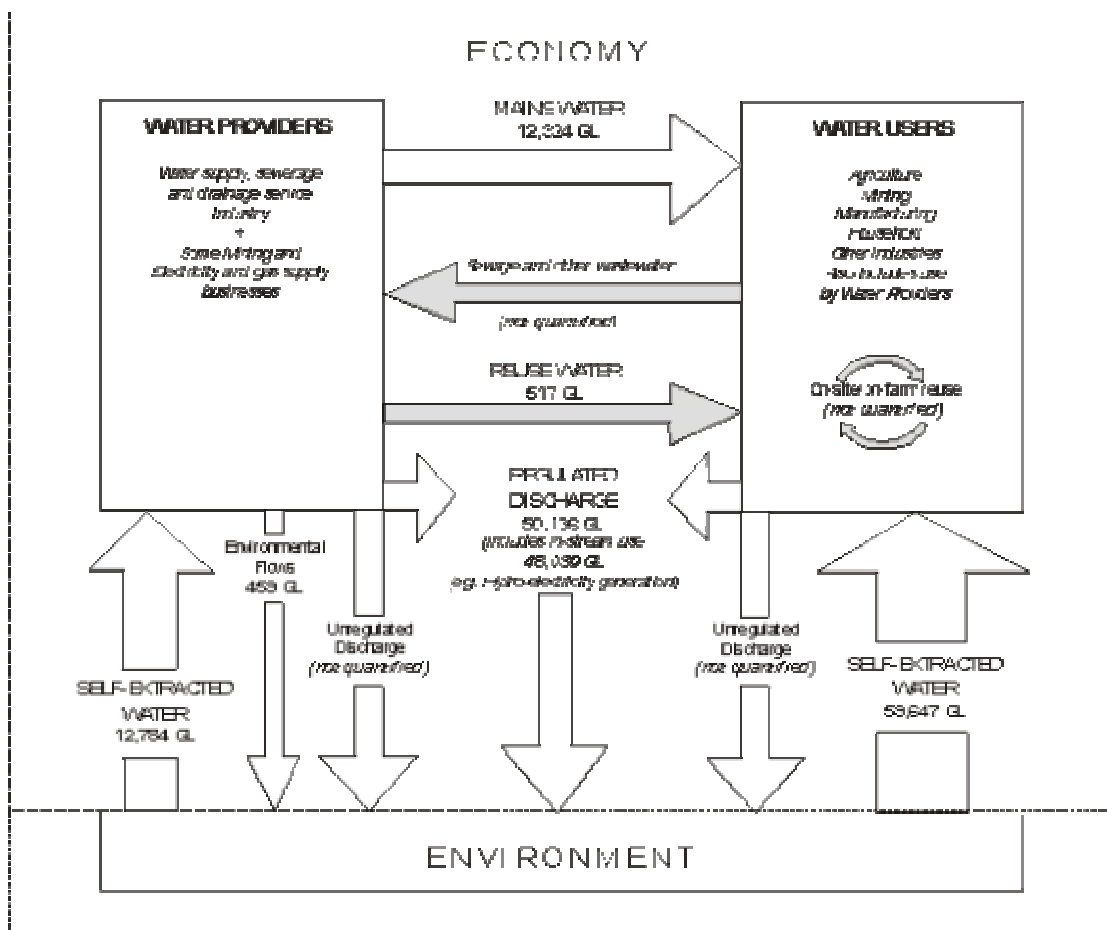 ECONOMY
WATER PROVIDERS
Water supply, sewerage
and drainage service
Industry
+
Some Mining and
Electricity and gas supply
businesses
MAINS WATER
12,324 GL
Sewage and other wastewater
(not quantified)
REUSE WATER
517 GL
WATER USERS
Agriculture
Mining
Manufacturing
Household
Other Industries
Also includes use
by Water Providers
On-site/on-farm reuse
(not quantified)
REGULATED
DISCHARGE
GL
(includes in-stream use
GL
(e.g. Hydro-electricity generation)
Environmental
Flows
459 GL
Unregulated
Discharge
(not quantified)
Unregulated
Discharge
(not quantified)
SELF-EXTRACTED
WATER
12,784 GL
SELF-EXTRACTED
WATER
GL
ENVIRONMENT